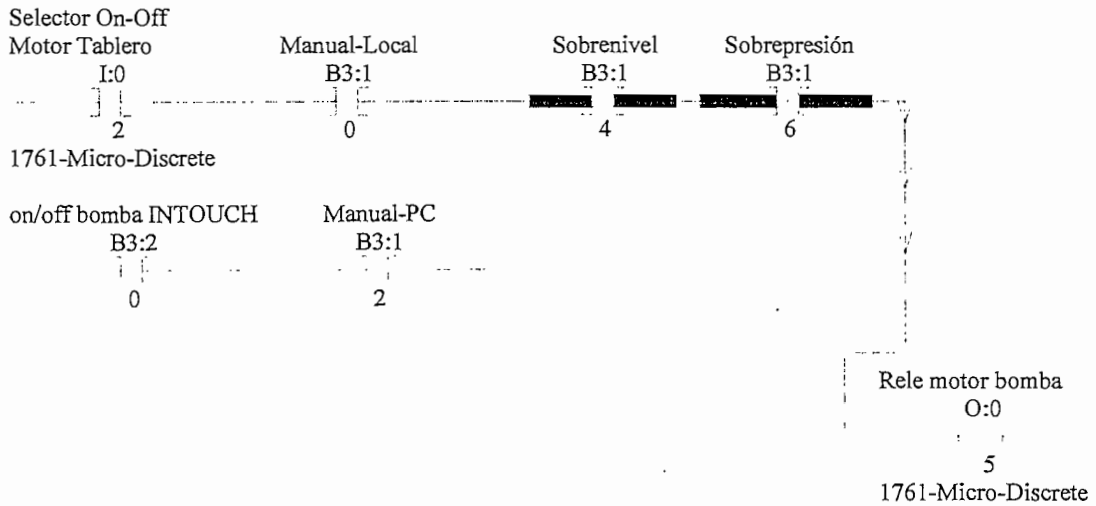 Selector On-Off
Motor Tablero Manual-Local Sobrenivel Sobrepresión
I:0 B3:1 B3:1 B3:1
2 0 4 6
1761-Micro-Discrete
on/off bomba INTOUCH Manual-PC
B3:2 B3:1
0 2
Rele motor bomba
O:0
5
1761-Micro-Discrete